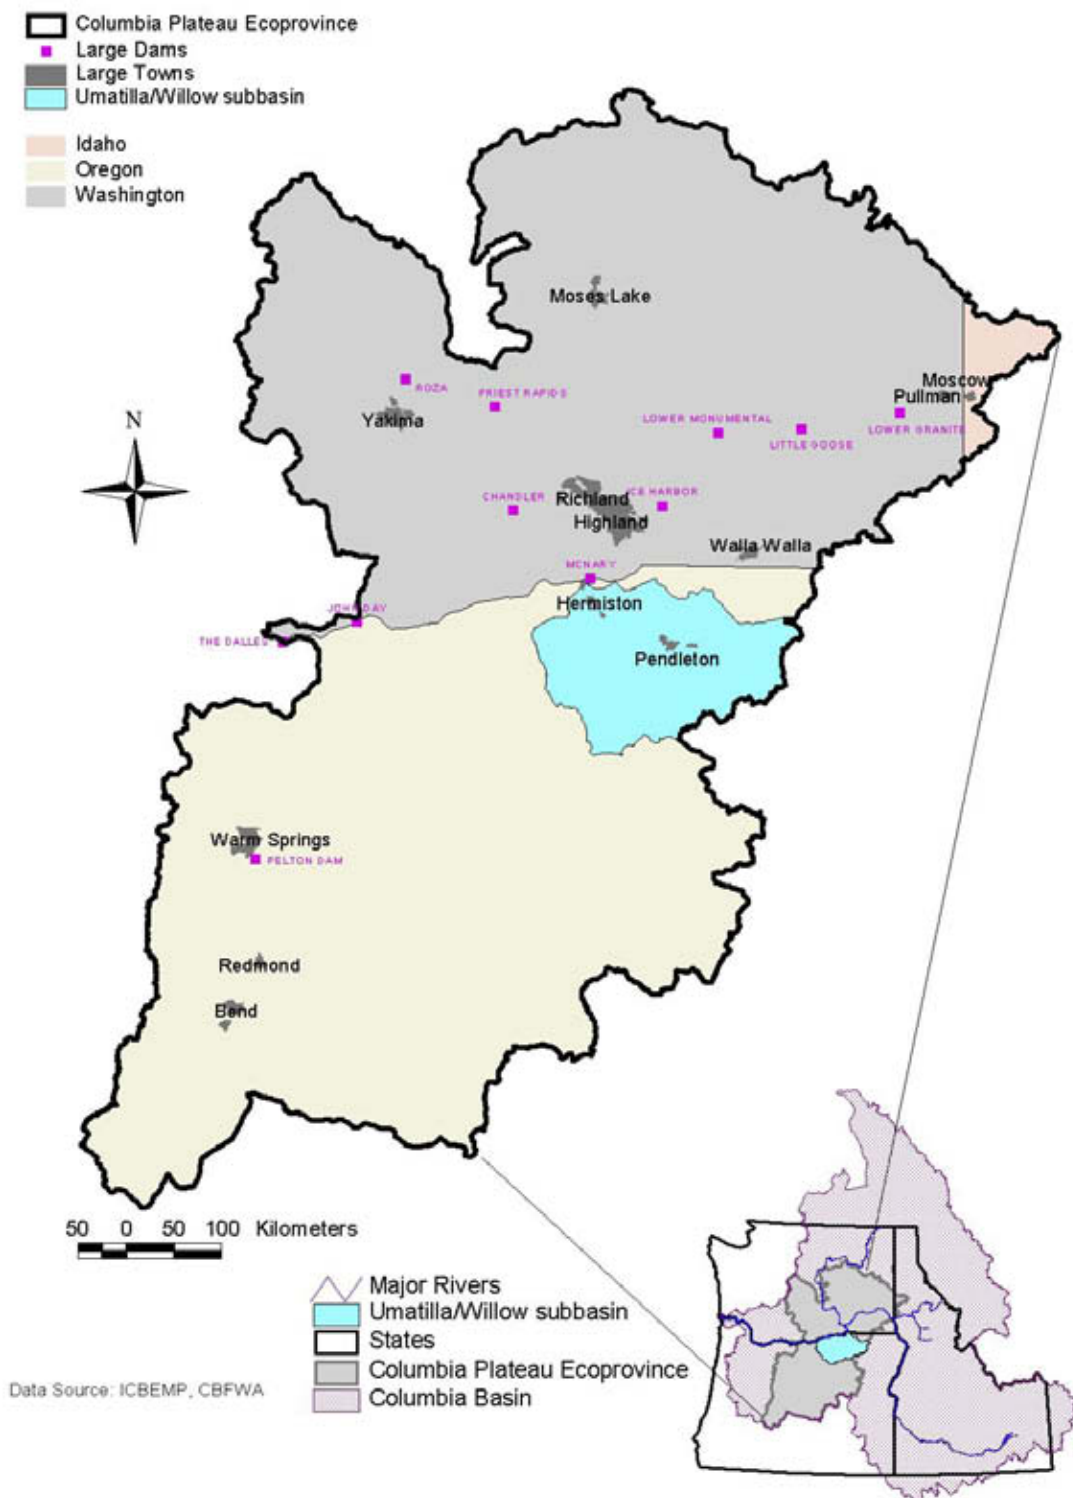 Columbia Plateau Ecoprovince
Large Dams
Large Towns
Umatilla/Willow subbasin
Idaho
Oregon
Washington
Moses Lake
ROZA
PRIEST RAPIDS
Moscow
Pullman
Yakima
LOWER MONUMENTAL
LITTLE GOOSE
LOWER GRANITE
N
CHANDLER
Richland
ICE HARBOR
Highland
Walla Walla
MCNARY
Hermiston
JOHN DAY
THE DALLES
Pendleton
Warm Springs
PELTON DAM
Redmond
Bend
50 0 50 100 Kilometers
Major Rivers
Umatilla/Willow subbasin
States
Columbia Plateau Ecoprovince
Columbia Basin
Data Source: ICBEMP, CBFWA